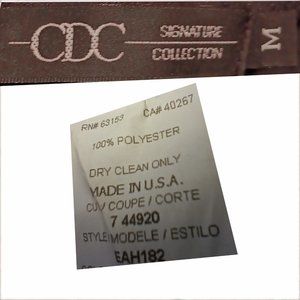 CDC SIGNATURE COLLECTION M
RN# 63153 CA# 40267
100% POLYESTER
DRY CLEAN ONLY
MADE IN U.S.A.
CUT/ COUPE / CORTE
7 44920
STYLE/ MODELE / ESTILO
EAH182